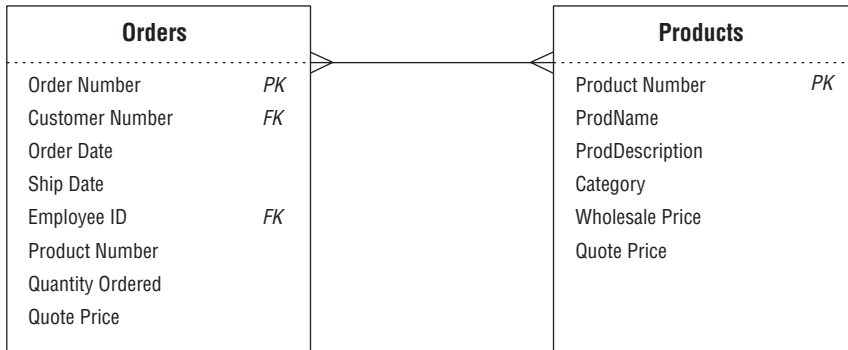 Orders
Order Number PK
Customer Number FK
Order Date
Ship Date
Employee ID FK
Product Number
Quantity Ordered
Quote Price
Products
Product Number PK
ProdName
ProdDescription
Category
Wholesale Price
Quote Price